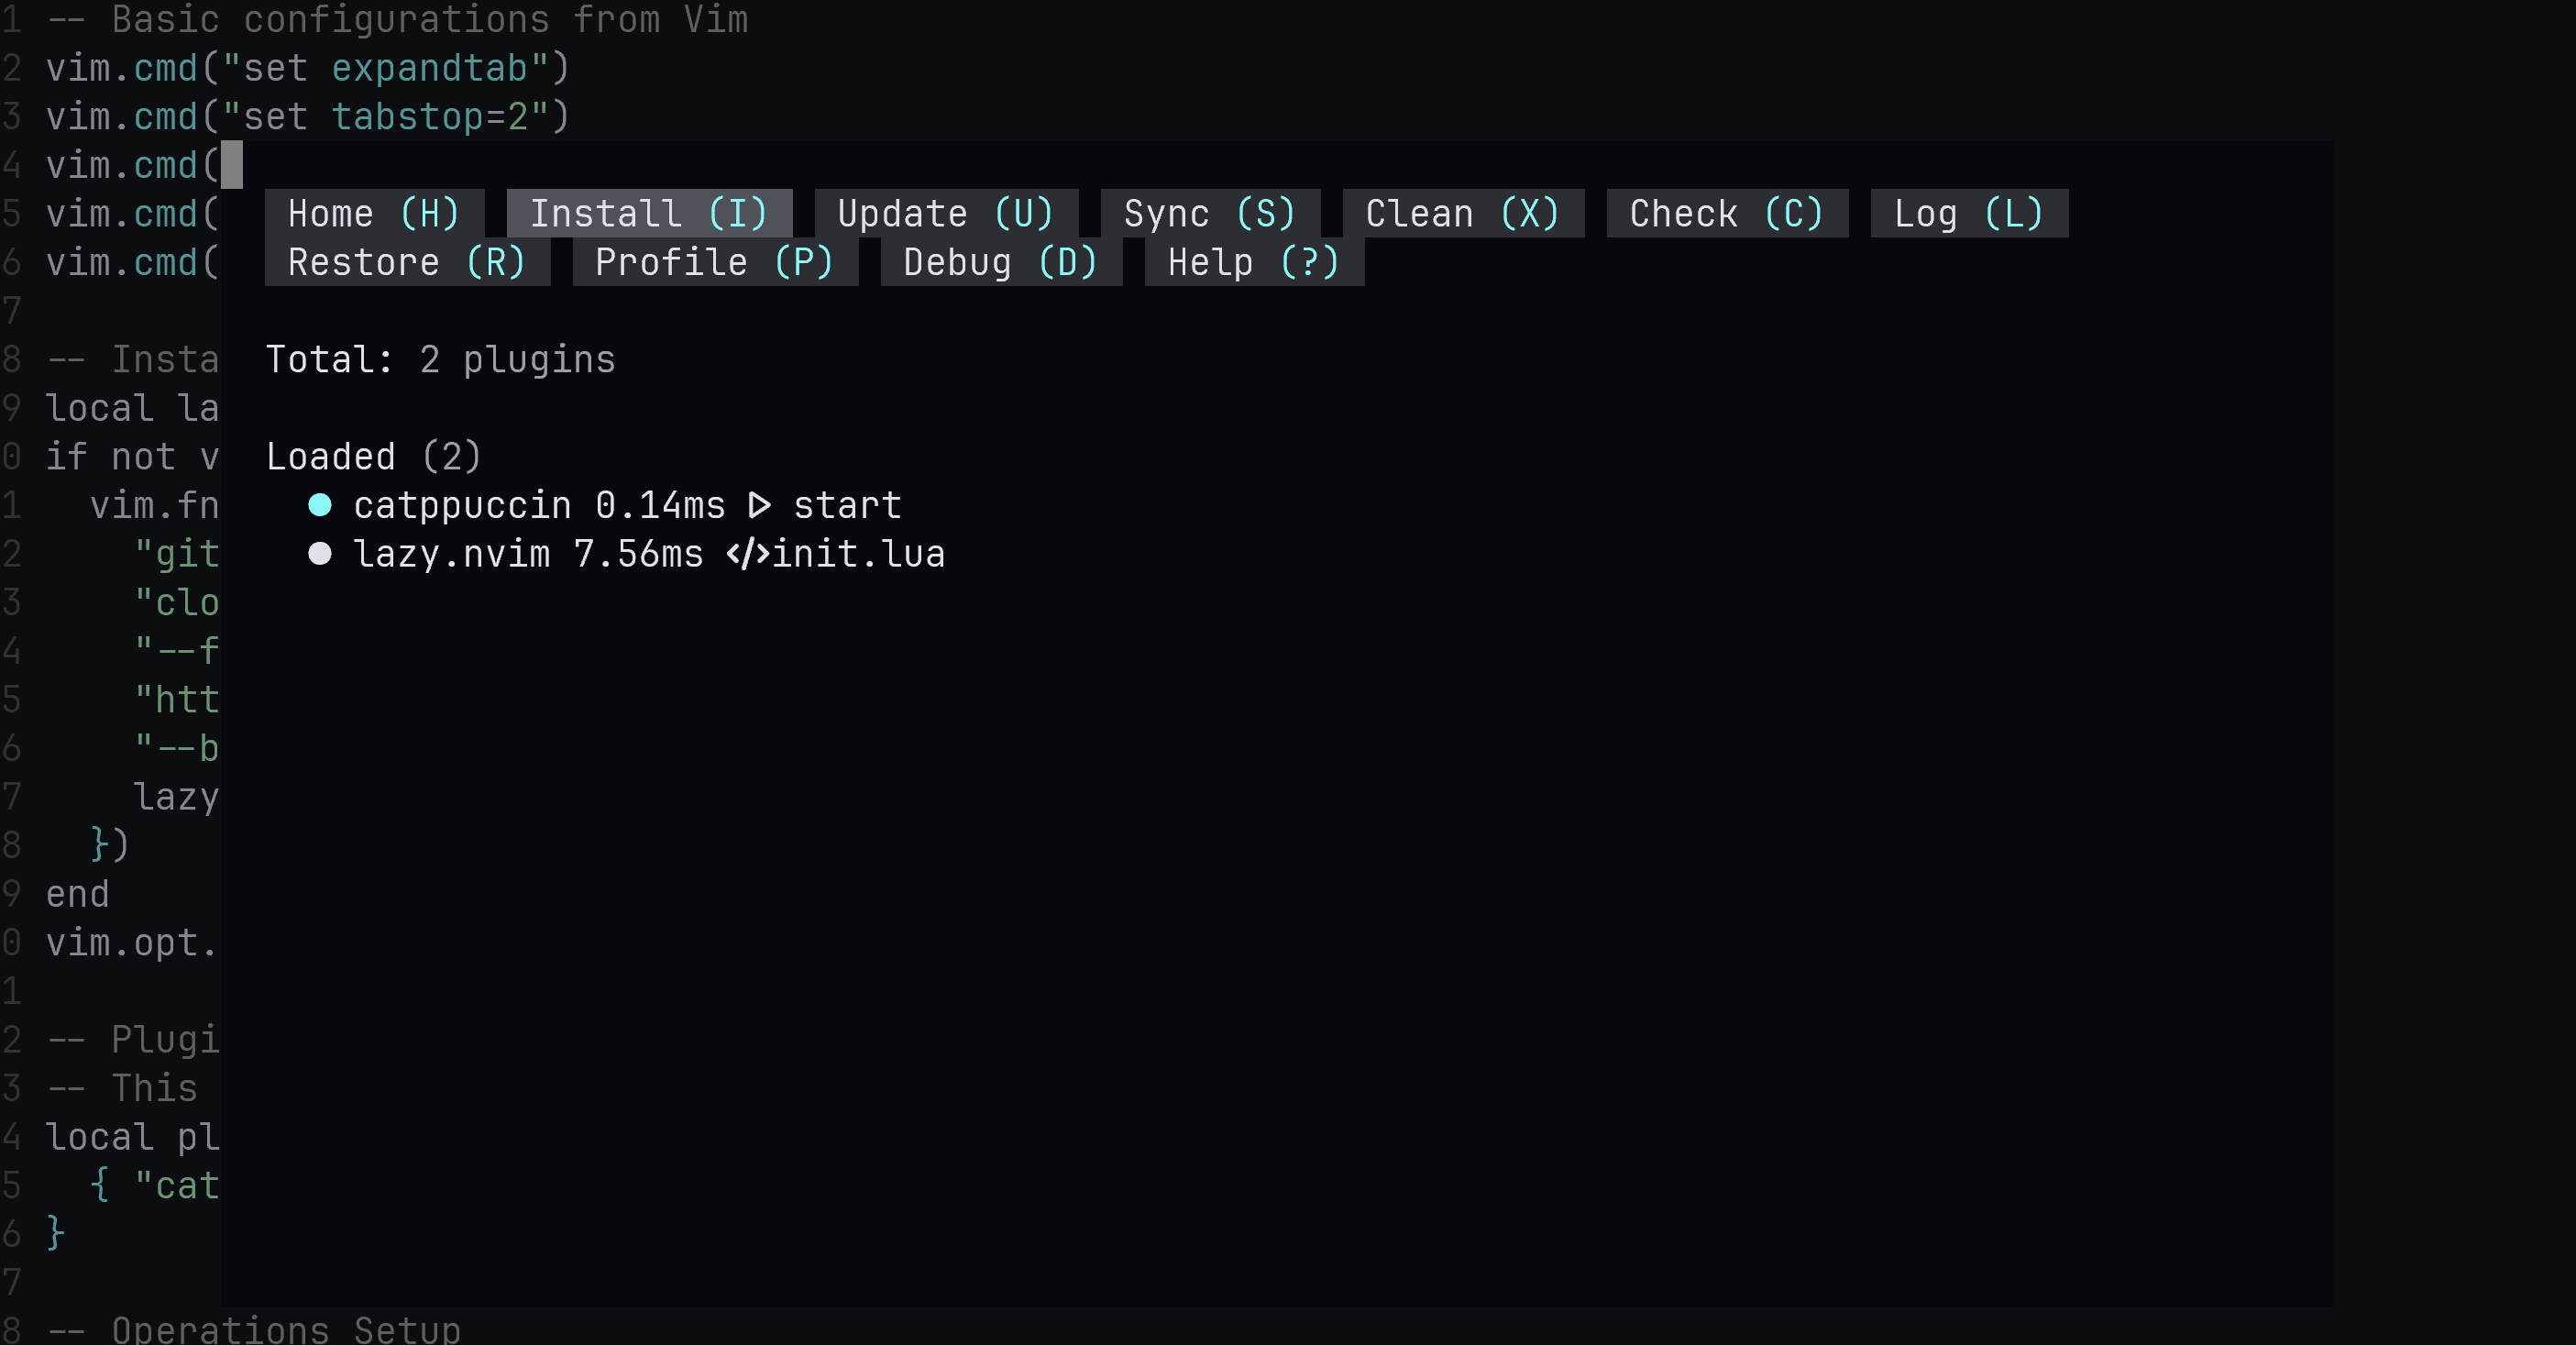 1 -- Basic configurations from Vim
2 vim.cmd("set expandtab")
3 vim.cmd("set tabstop=2")
4 vim.cmd(
5 vim.cmd(
6 vim.cmd(
Home (H) Install (I) Update (U) Sync (S) Clean (X) Check (C) Log (L)
Restore (R) Profile (P) Debug (D) Help (?)
7
8 -- Insta
Total: 2 plugins
9 local la
0 if not v
Loaded (2)
1 vim.fn
● catppuccin 0.14ms ▷ start
2 "git
● lazy.nvim 7.56ms </>init.lua
3 "clo
4 "--f
5 "htt
6 "--b
7 lazy
8 })
9 end
0 vim.opt.
1
2 -- Plugi
3 -- This
4 local pl
5 { "cat
6 }
7
8 -- Operations Setup